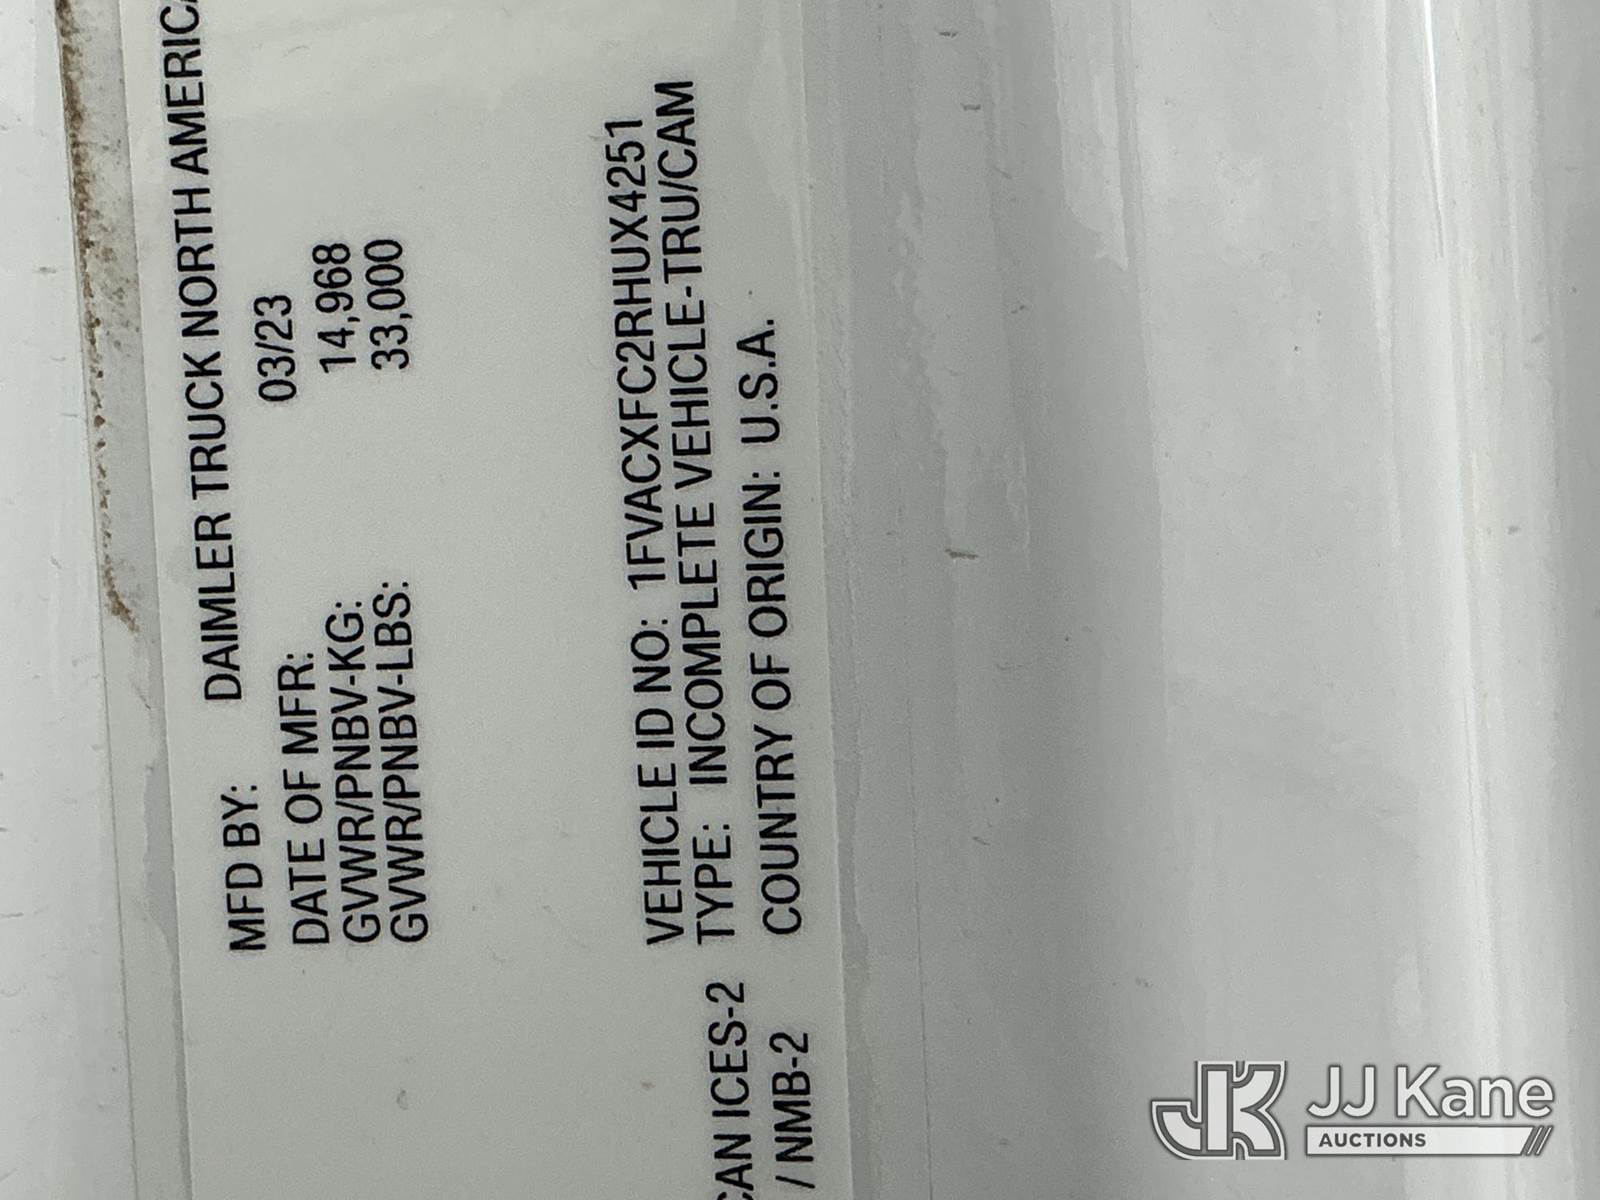 MFD BY: DAIMLER TRUCK NORTH AMERICA
DATE OF MFR: 03/23
GVWR/PNBV-KG: 14,968
GVWR/PNBV-LBS: 33,000
VEHICLE ID NO: 1FVACXFC2RHUX4251
TYPE: INCOMPLETE VEHICLE-TRU/CAM
COUNTRY OF ORIGIN: U.S.A.
CAN ICES-2
/ NMB-2
JJ Kane
AUCTIONS